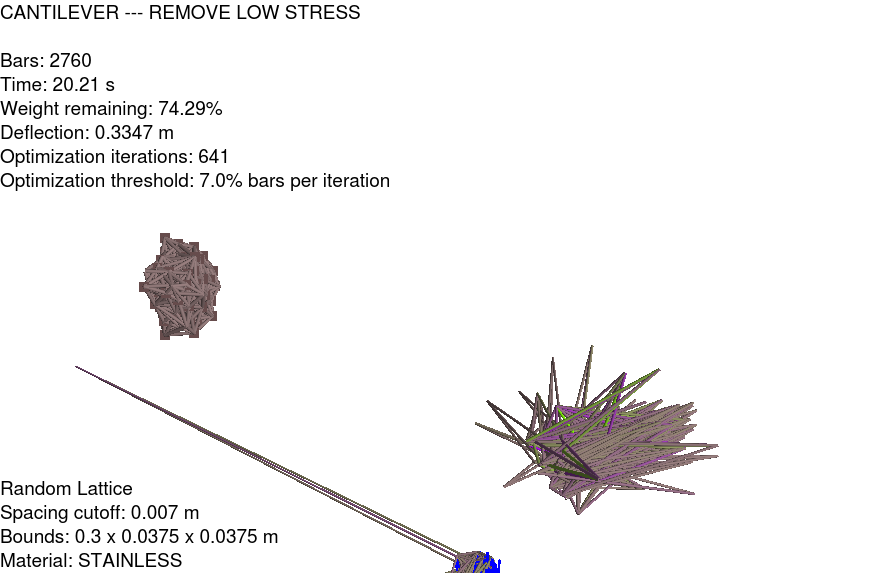 CANTILEVER --- REMOVE LOW STRESS
Bars: 2760
Time: 20.21 s
Weight remaining: 74.29%
Deflection: 0.3347 m
Optimization iterations: 641
Optimization threshold: 7.0% bars per iteration
Random Lattice
Spacing cutoff: 0.007 m
Bounds: 0.3 x 0.0375 x 0.0375 m
Material: STAINLESS